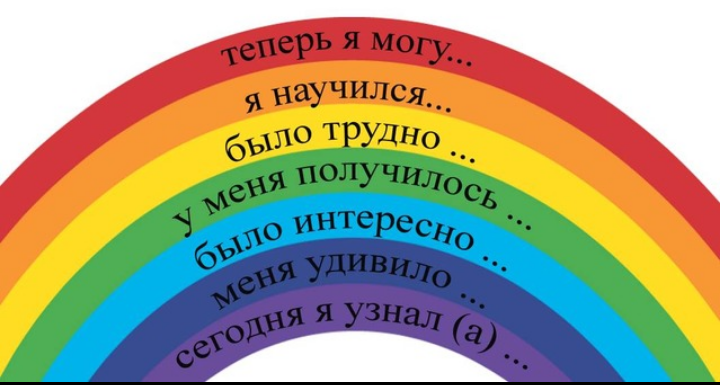 теперь я могу...
я научился...
было трудно ...
у меня получилось ...
было интересно ...
меня удивило ...
сегодня я узнал (а) ...